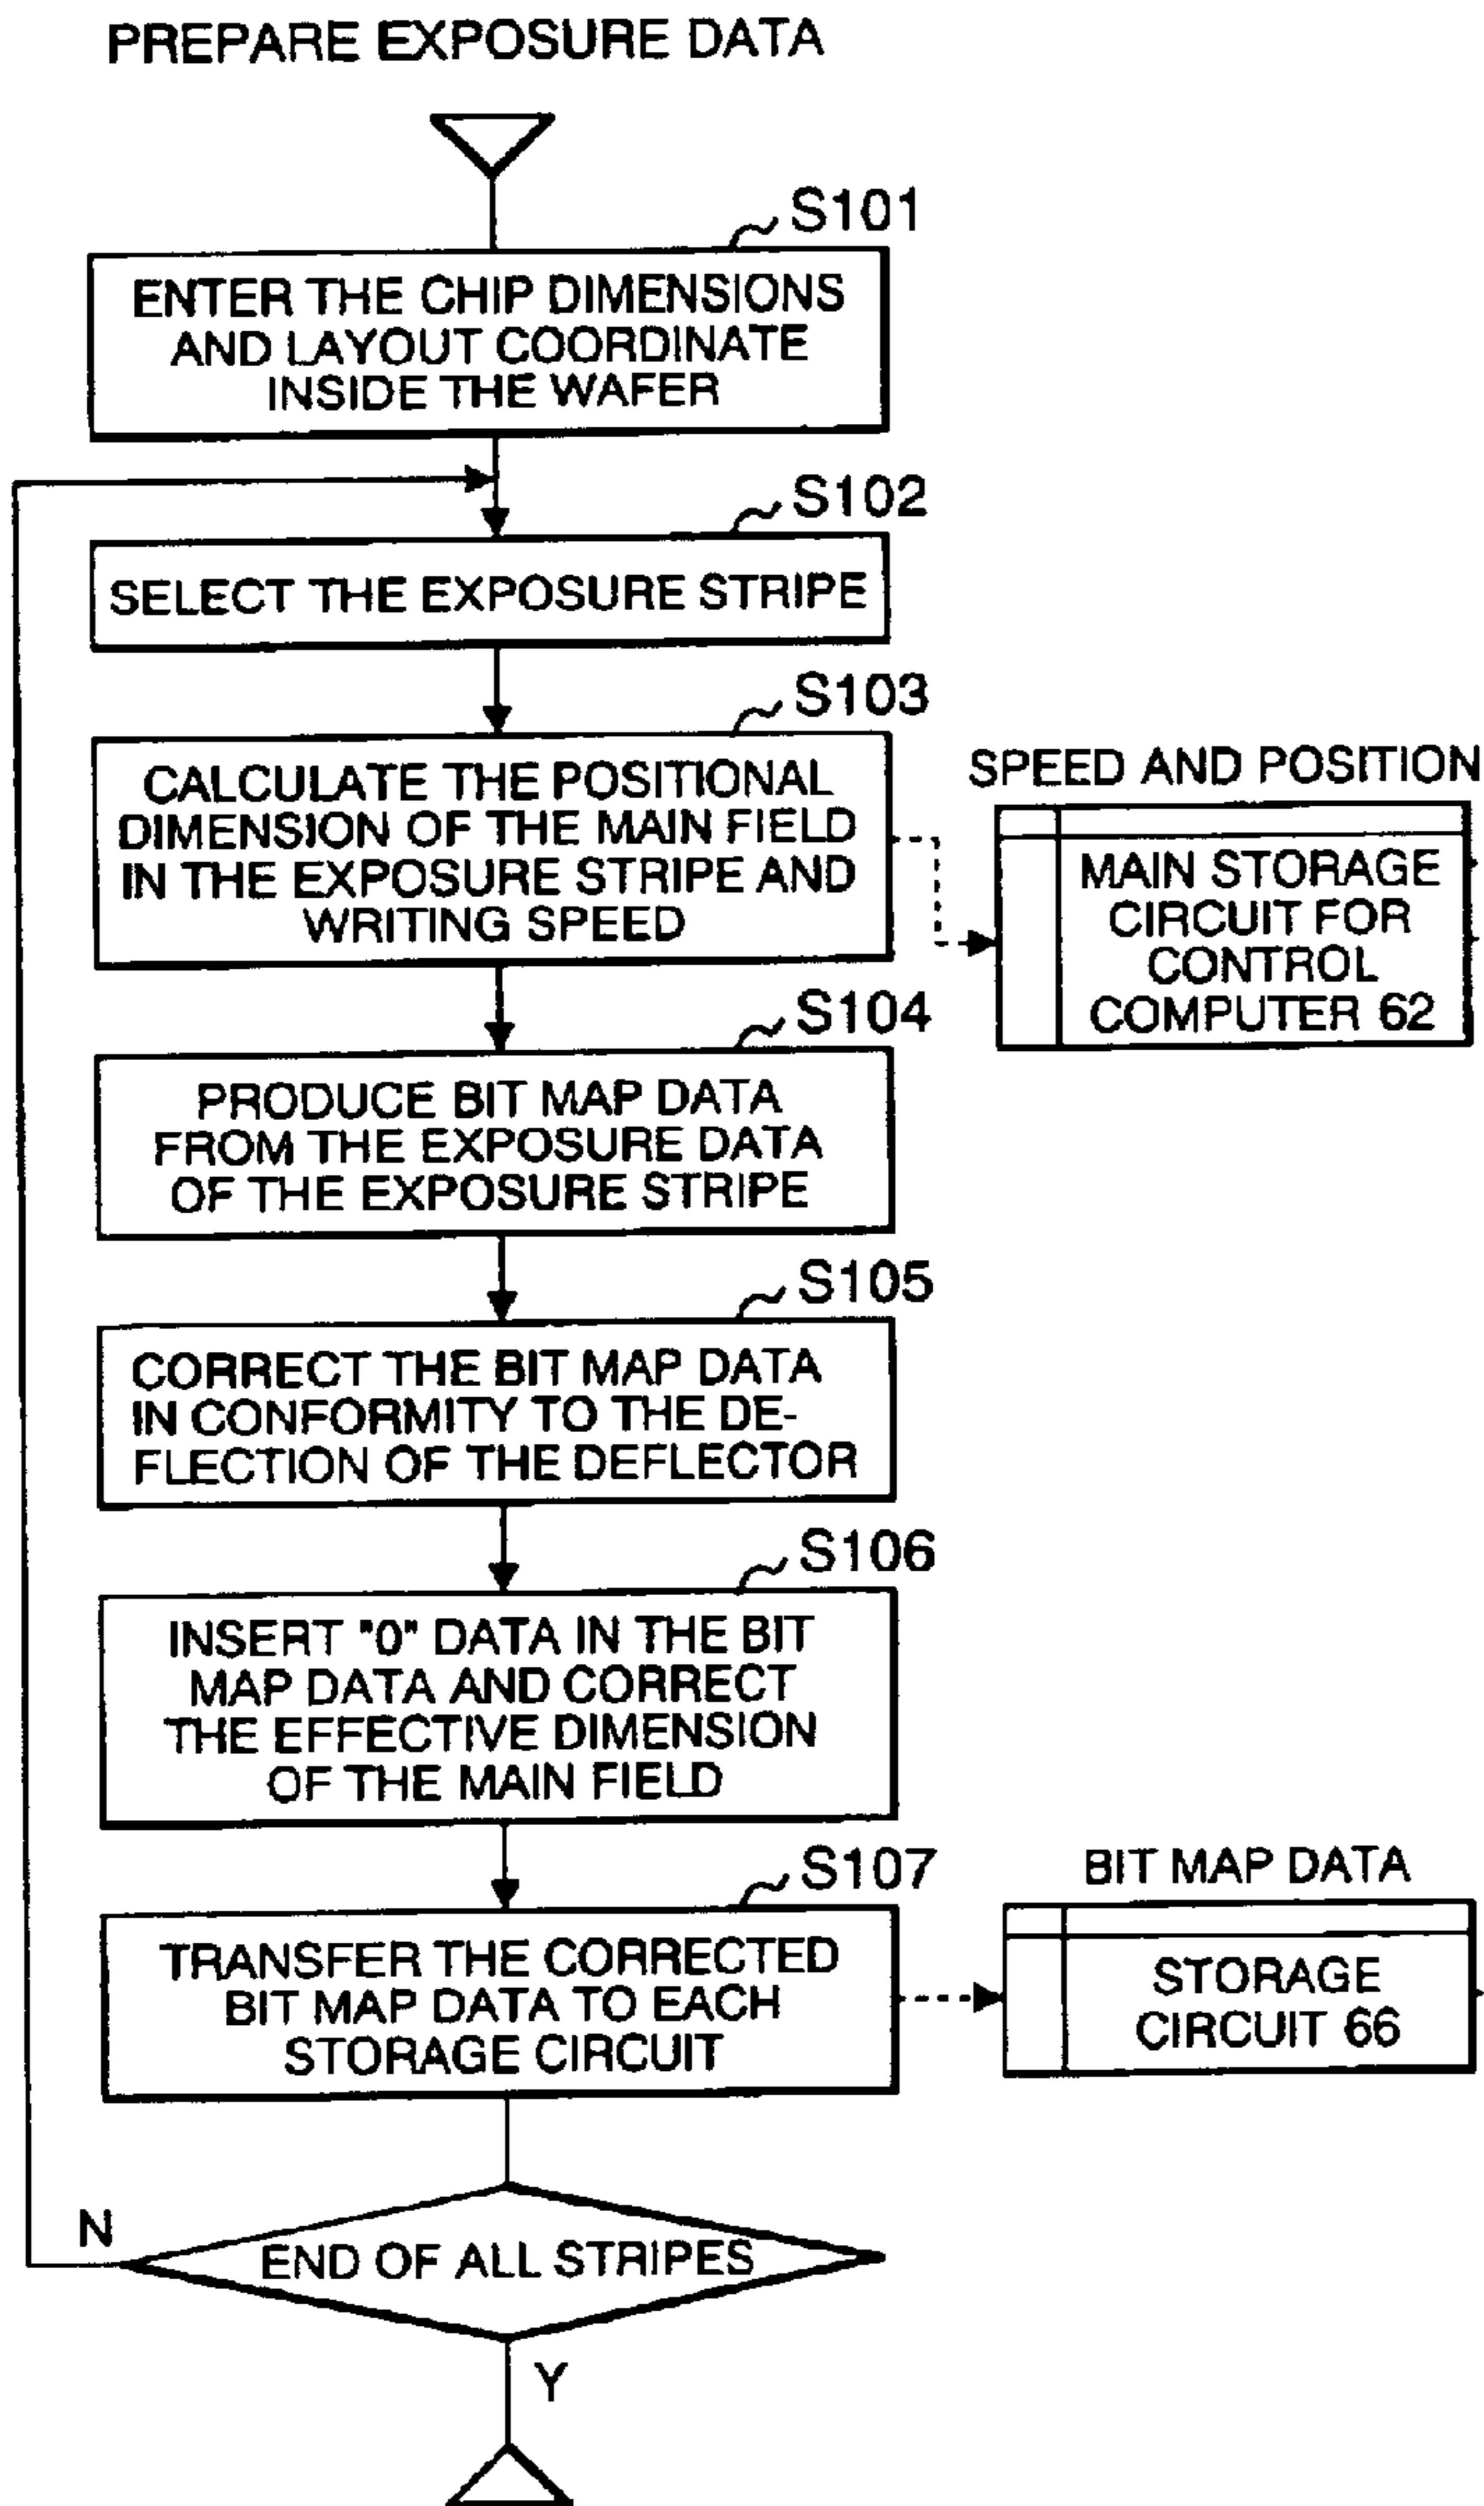 PREPARE EXPOSURE DATA
S101
ENTER THE CHIP DIMENSIONS
AND LAYOUT COORDINATE
INSIDE THE WAFER
S102
SELECT THE EXPOSURE STRIPE
S103
CALCULATE THE POSITIONAL
DIMENSION OF THE MAIN FIELD
IN THE EXPOSURE STRIPE AND
WRITING SPEED
SPEED AND POSITION
MAIN STORAGE
CIRCUIT FOR
CONTROL
COMPUTER 62
S104
PRODUCE BIT MAP DATA
FROM THE EXPOSURE DATA
OF THE EXPOSURE STRIPE
S105
CORRECT THE BIT MAP DATA
IN CONFORMITY TO THE DE-
FLECTION OF THE DEFLECTOR
S106
INSERT "0" DATA IN THE BIT
MAP DATA AND CORRECT
THE EFFECTIVE DIMENSION
OF THE MAIN FIELD
S107
TRANSFER THE CORRECTED
BIT MAP DATA TO EACH
STORAGE CIRCUIT
BIT MAP DATA
STORAGE
CIRCUIT 66
N
END OF ALL STRIPES
Y